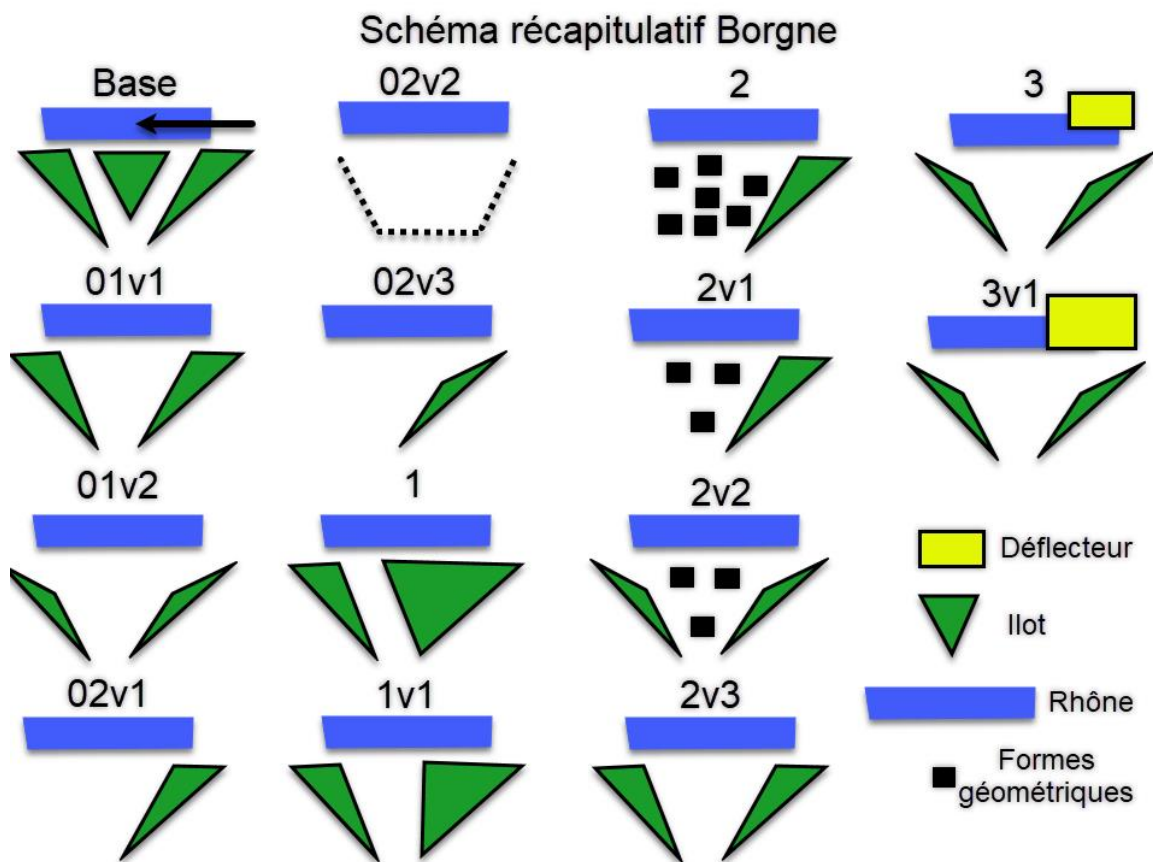 Schéma récapitulatif Borgne
Base
02v2
2
3
01v1
02v3
2v1
3v1
01v2
1
2v2
Déflecteur
Ilot
02v1
1v1
2v3
Rhône
Formes
géométriques